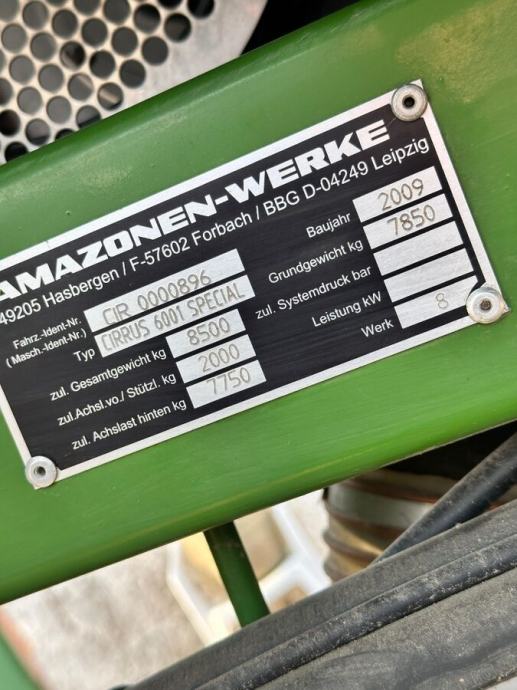 AMAZONEN-WERKE
49205 Hasbergen / F-57602 Forbach / BBG D-04249 Leipzig
Fahrz.-Ident-Nr.
(Masch.-Ident-Nr.) CIR 0000896
Typ CIRRUS 6001 SPECIAL
zul. Gesamtgewicht kg 8500
zul.Achsl.vo./ Stützl. kg 2000
zul. Achslast hinten kg 7750
Baujahr 2009
Grundgewicht kg 7850
zul. Systemdruck bar
Leistung kW
Werk 8